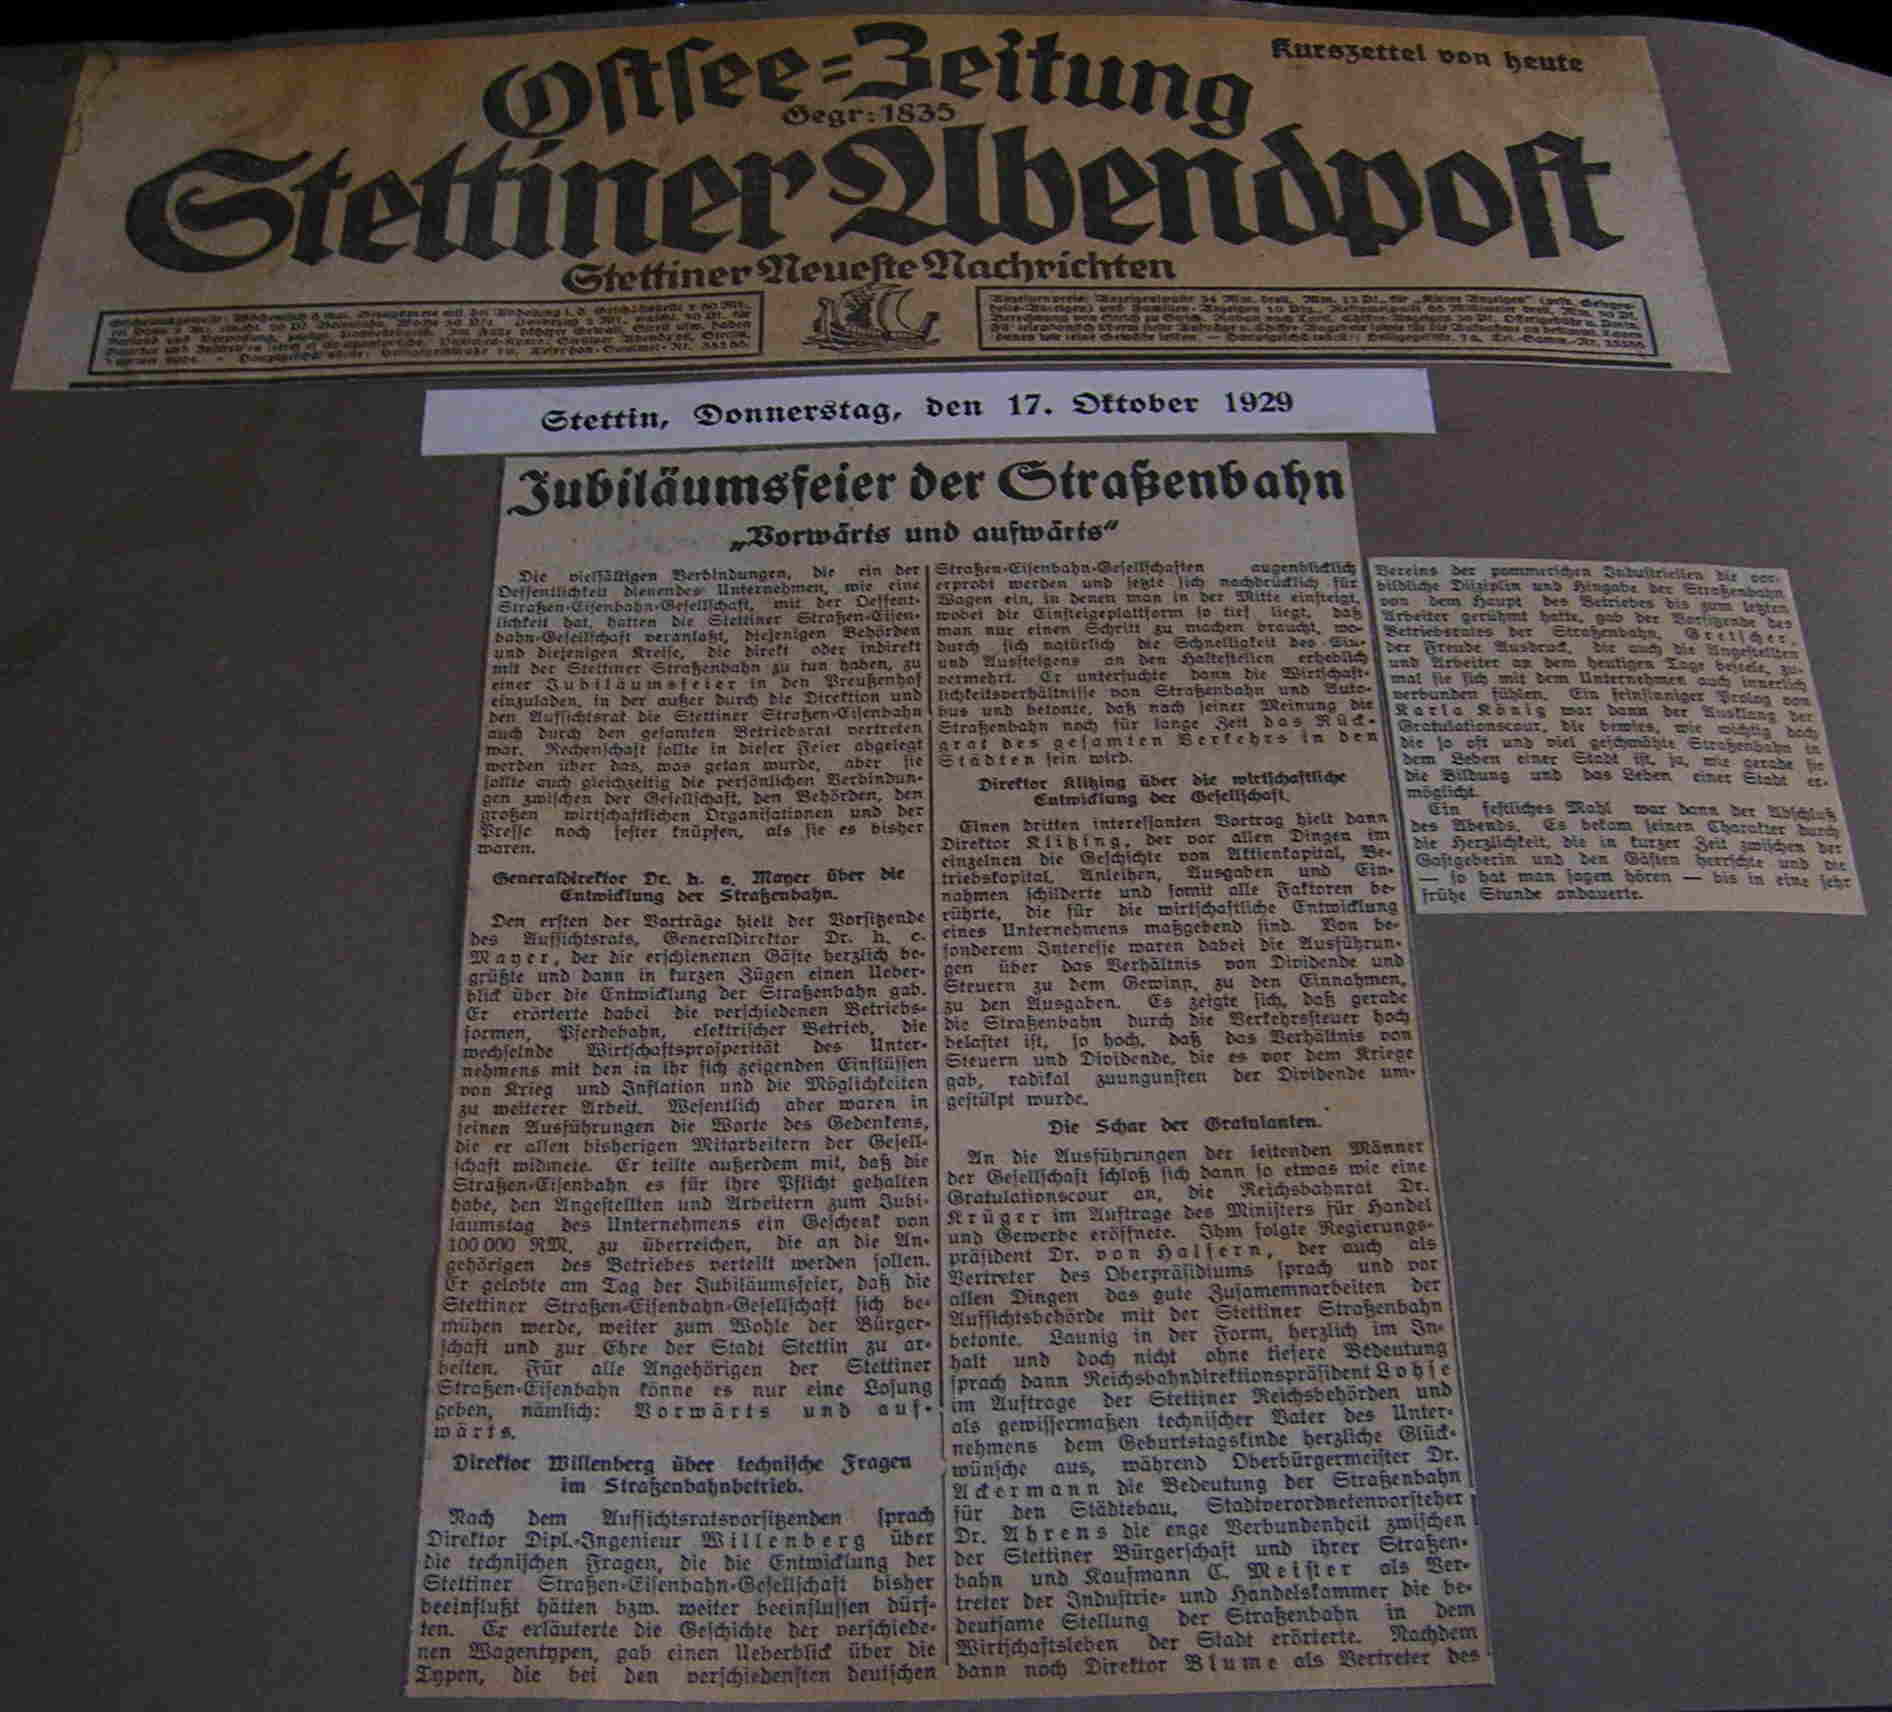 Ostsee-Zeitung
Kurszettel von heute
Gegr: 1835
Stettiner Abendpost
Stettiner Neueste Nachrichten
Stettin, Donnerstag, den 17. Oktober 1929
Jubiläumsfeier der Straßenbahn
„Vorwärts und aufwärts“
Die vielfältigen Verbindungen, die ein der
Oeffentlichkeit dienendes Unternehmen, wie eine
Straßen-Eisenbahn-Gesellschaft, mit der Oeffent-
lichkeit hat, hatten die Stettiner Straßen-Eisen-
bahn-Gesellschaft veranlaßt, diejenigen Behörden
und diejenigen Kreise, die direkt oder indirekt
mit der Stettiner Straßenbahn zu tun haben, zu
einer Jubiläumsfeier in den Preußenhof
einzuladen, in der außer durch die Direktion und
den Aufsichtsrat die Stettiner Straßen-Eisenbahn
auch durch den gesamten Betriebsrat vertreten
war. Rechenschaft sollte in dieser Feier abgelegt
werden über das, was getan wurde, aber sie
sollte auch gleichzeitig die persönlichen Verbindun-
gen zwischen der Gesellschaft, den Behörden, den
großen wirtschaftlichen Organisationen und der
Presse noch fester knüpfen, als sie es bisher
waren.
Generaldirektor Dr. h. c. Mayer über die
Entwicklung der Straßenbahn.
Den ersten der Vorträge hielt der Vorsitzende
des Aufsichtsrats, Generaldirektor Dr. h. c.
Mayer, der die erschienenen Gäste herzlich be-
grüßte und dann in kurzen Zügen einen Ueber-
blick über die Entwicklung der Straßenbahn gab.
Er erörterte dabei die verschiedenen Betriebs-
formen, Pferdebahn, elektrischer Betrieb, die
wechselnde Wirtschaftsprosperität des Unter-
nehmens mit den in ihr sich zeigenden Einflüssen
von Krieg und Inflation und die Möglichkeiten
zu weiterer Arbeit. Wesentlich aber waren in
seinen Ausführungen die Worte des Gedenkens,
die er allen bisherigen Mitarbeitern der Gesell-
schaft widmete. Er teilte außerdem mit, daß die
Straßen-Eisenbahn es für ihre Pflicht gehalten
habe, den Angestellten und Arbeitern zum Jubi-
läumstag des Unternehmens ein Geschenk von
100 000 RM. zu überreichen, die an die An-
gehörigen des Betriebes verteilt werden sollen.
Er gelobte am Tag der Jubiläumsfeier, daß die
Stettiner Straßen-Eisenbahn-Gesellschaft sich be-
mühen werde, weiter zum Wohle der Bürger-
schaft und zur Ehre der Stadt Stettin zu ar-
beiten. Für alle Angehörigen der Stettiner
Straßen-Eisenbahn könne es nur eine Losung
geben, nämlich: Vorwärts und auf-
wärts.
Direktor Willenberg über technische Fragen
im Straßenbahnbetrieb.
Nach dem Aufsichtsratsvorsitzenden sprach
Direktor Dipl.-Ingenieur Willenberg über
die technischen Fragen, die die Entwicklung der
Stettiner Straßen-Eisenbahn-Gesellschaft bisher
beeinflußt hätten bzw. weiter beeinflussen dürf-
ten. Er erläuterte die Geschichte der verschiede-
nen Wagentypen, gab einen Ueberblick über die
Typen, die bei den verschiedensten deutschen
Straßen-Eisenbahn-Gesellschaften augenblicklich
erprobt werden und setzte sich nachdrücklich für
Wagen ein, in denen man in der Mitte einsteigt,
wobei die Einsteigeplattform so tief liegt, daß
man nur einen Schritt zu machen braucht, wo-
durch sich natürlich die Schnelligkeit des Ein-
und Aussteigens an den Haltestellen erheblich
vermehrt. Er untersuchte dann die Wirtschaft-
lichkeitsverhältnisse von Straßenbahn und Auto-
bus und betonte, daß nach seiner Meinung die
Straßenbahn noch für lange Zeit das Rück-
grat des gesamten Verkehrs in den
Städten sein wird.
Direktor Klitzing über die wirtschaftliche
Entwicklung der Gesellschaft.
Einen dritten interessanten Vortrag hielt dann
Direktor Klitzing, der vor allen Dingen im
einzelnen die Geschichte von Aktienkapital, Be-
triebskapital, Anleihen, Ausgaben und Ein-
nahmen schilderte und somit alle Faktoren be-
rührte, die für die wirtschaftliche Entwicklung
eines Unternehmens maßgebend sind. Von be-
sonderem Interesse waren dabei die Ausführun-
gen über das Verhältnis von Dividende und
Steuern zu dem Gewinn, zu den Einnahmen,
zu den Ausgaben. Es zeigte sich, daß gerade
die Straßenbahn durch die Verkehrssteuer hoch
belastet ist, so hoch, daß das Verhältnis von
Steuern und Dividende, die es vor dem Kriege
gab, radikal zuungunsten der Dividende um-
gestülpt wurde.
Die Schar der Gratulanten.
An die Ausführungen der leitenden Männer
der Gesellschaft schloß sich dann so etwas wie eine
Gratulationscour an, die Reichsbahnrat Dr.
Krüger im Auftrage des Ministers für Handel
und Gewerbe eröffnete. Ihm folgte Regierungs-
präsident Dr. von Halfern, der auch als
Vertreter des Oberpräsidiums sprach und vor
allen Dingen das gute Zusamemnarbeiten der
Aufsichtsbehörde mit der Stettiner Straßenbahn
betonte. Launig in der Form, herzlich im In-
halt und doch nicht ohne tiefere Bedeutung
sprach dann Reichsbahndirektionspräsident Lohse
im Auftrage der Stettiner Reichsbehörden und
als gewissermaßen technischer Vater des Unter-
nehmens dem Geburtstagskinde herzliche Glück-
wünsche aus, während Oberbürgermeister Dr.
Ackermann die Bedeutung der Straßenbahn
für den Städtebau, Stadtverordnetenvorsteher
Dr. Ahrens die enge Verbundenheit zwischen
der Stettiner Bürgerschaft und ihrer Straßen-
bahn und Kaufmann C. Meister als Ver-
treter der Industrie- und Handelskammer die be-
deutsame Stellung der Straßenbahn in dem
Wirtschaftsleben der Stadt erörterte. Nachdem
dann noch Direktor Blume als Vertreter des
Vereins der pommerschen Industriellen die vor-
bildliche Disziplin und Hingabe der Straßenbahn
von dem Haupt des Betriebes bis zum letzten
Arbeiter gerühmt hatte, gab der Vorsitzende des
Betriebsrates der Straßenbahn, Gretscher,
der Freude Ausdruck, die auch die Angestellten
und Arbeiter an dem heutigen Tage beseele, zu-
mal sie sich mit dem Unternehmen auch innerlich
verbunden fühlen. Ein feinsinniger Prolog von
Karla König war dann der Ausklang der
Gratulationscour, die bewies, wie wichtig doch
die so oft und viel geschmähte Straßenbahn in
dem Leben einer Stadt ist, ja, wie gerade sie
die Bildung und das Leben einer Stadt er-
möglicht.
Ein festliches Mahl war dann der Abschluß
des Abends. Es bekam seinen Charakter durch
die Herzlichkeit, die in kurzer Zeit zwischen der
Gastgeberin und den Gästen herrschte und die
— so hat man sagen hören — bis in eine sehr
frühe Stunde andauerte.